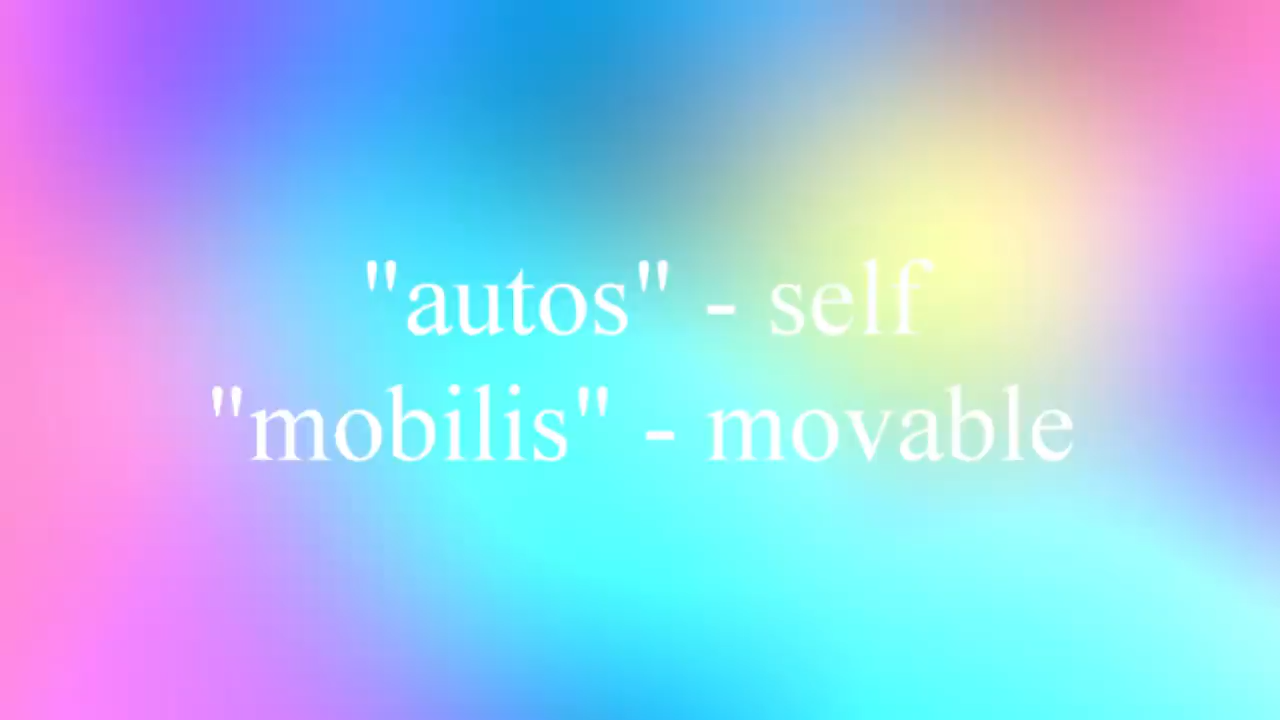 "autos" - self
"mobilis" - movable